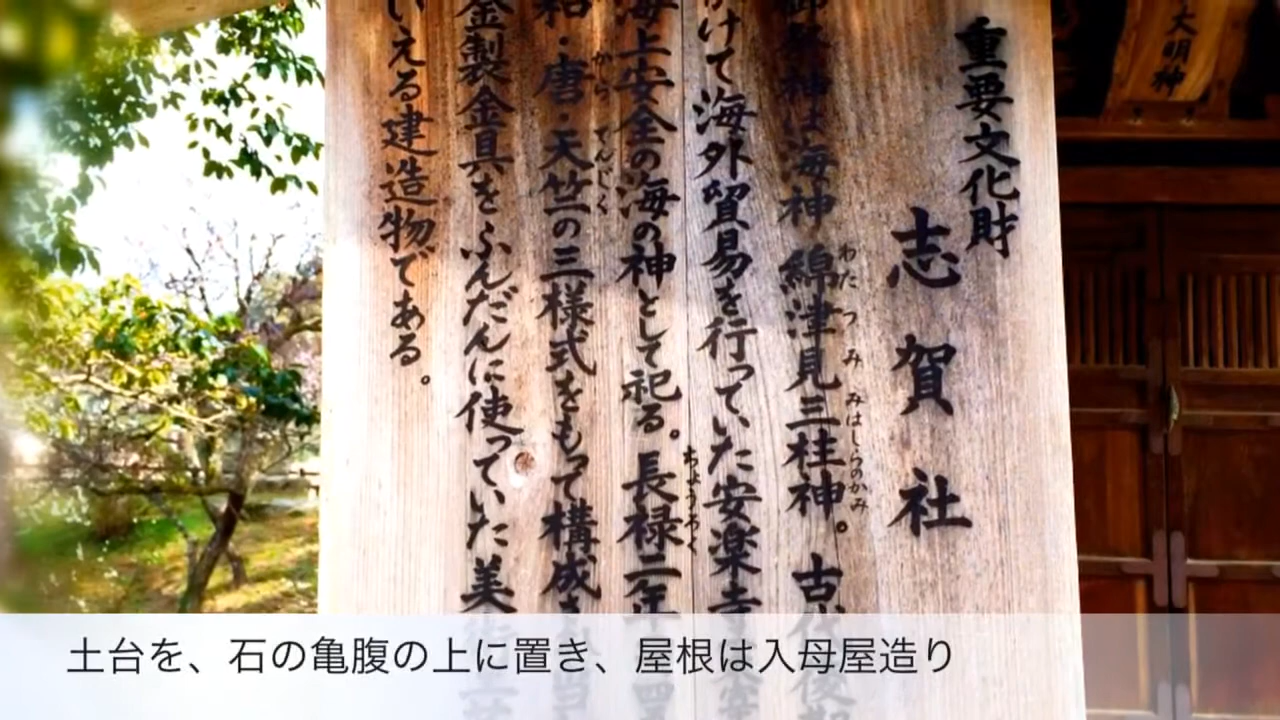 大明神
重要文化財
志賀社
御祭神は海神 綿津見三柱神。古代
わたつみ みはしらのかみ
かけて海外貿易を行っていた安楽寺
海上安全の海の神として祀る。長禄二年
ちょうろく
和・唐・天竺の三様式をもって構成さ
から てんじく
金製金具をふんだんに使っていた美
いえる建造物である。
土台を、石の亀腹の上に置き、屋根は入母屋造り